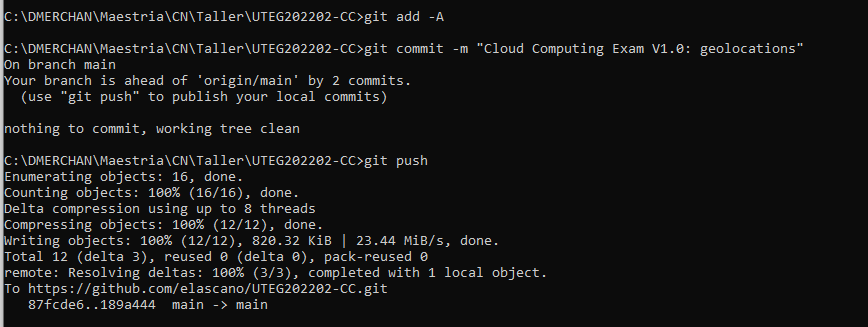 C:\DMERCHAN\Maestria\CN\Taller\UTEG202202-CC>git add -A
C:\DMERCHAN\Maestria\CN\Taller\UTEG202202-CC>git commit -m "Cloud Computing Exam V1.0: geolocations"
On branch main
Your branch is ahead of 'origin/main' by 2 commits.
  (use "git push" to publish your local commits)
nothing to commit, working tree clean
C:\DMERCHAN\Maestria\CN\Taller\UTEG202202-CC>git push
Enumerating objects: 16, done.
Counting objects: 100% (16/16), done.
Delta compression using up to 8 threads
Compressing objects: 100% (12/12), done.
Writing objects: 100% (12/12), 820.32 KiB | 23.44 MiB/s, done.
Total 12 (delta 3), reused 0 (delta 0), pack-reused 0
remote: Resolving deltas: 100% (3/3), completed with 1 local object.
To https://github.com/elascano/UTEG202202-CC.git
   87fcde6..189a444  main -> main